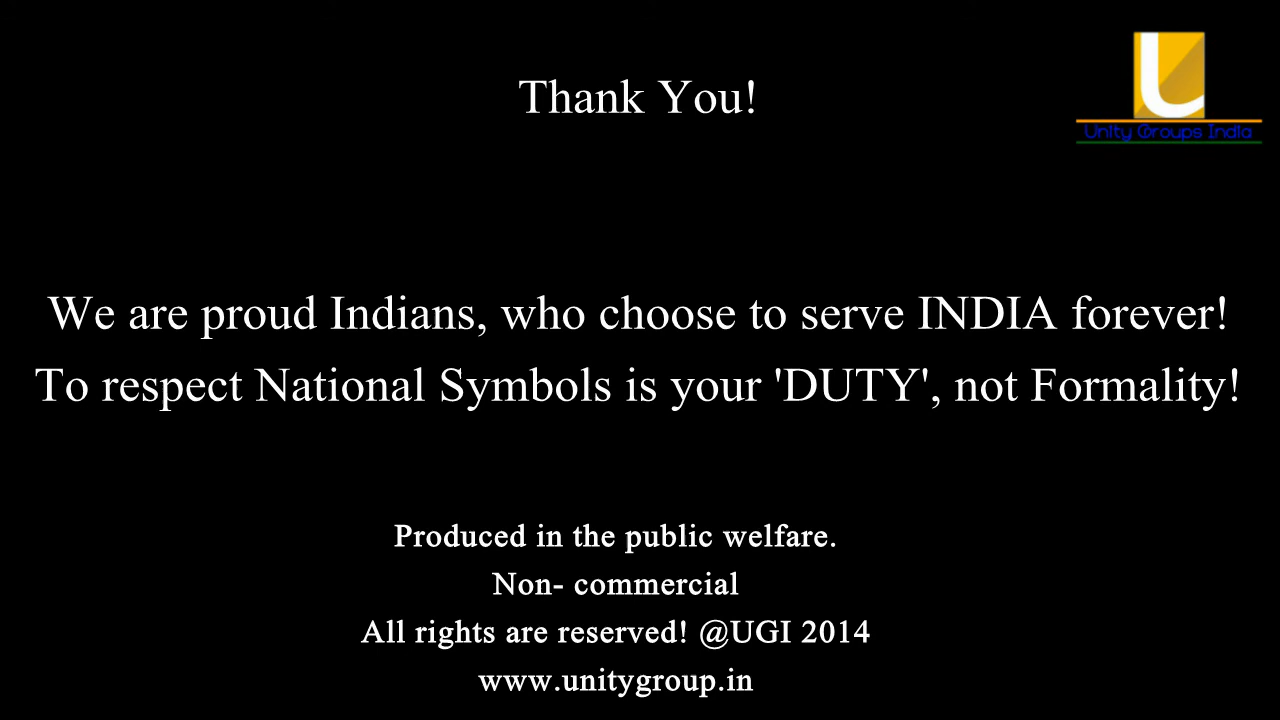 Thank You!
Unity Groups India
We are proud Indians, who choose to serve INDIA forever!
To respect National Symbols is your 'DUTY', not Formality!
Produced in the public welfare.
Non- commercial
All rights are reserved! @UGI 2014
www.unitygroup.in